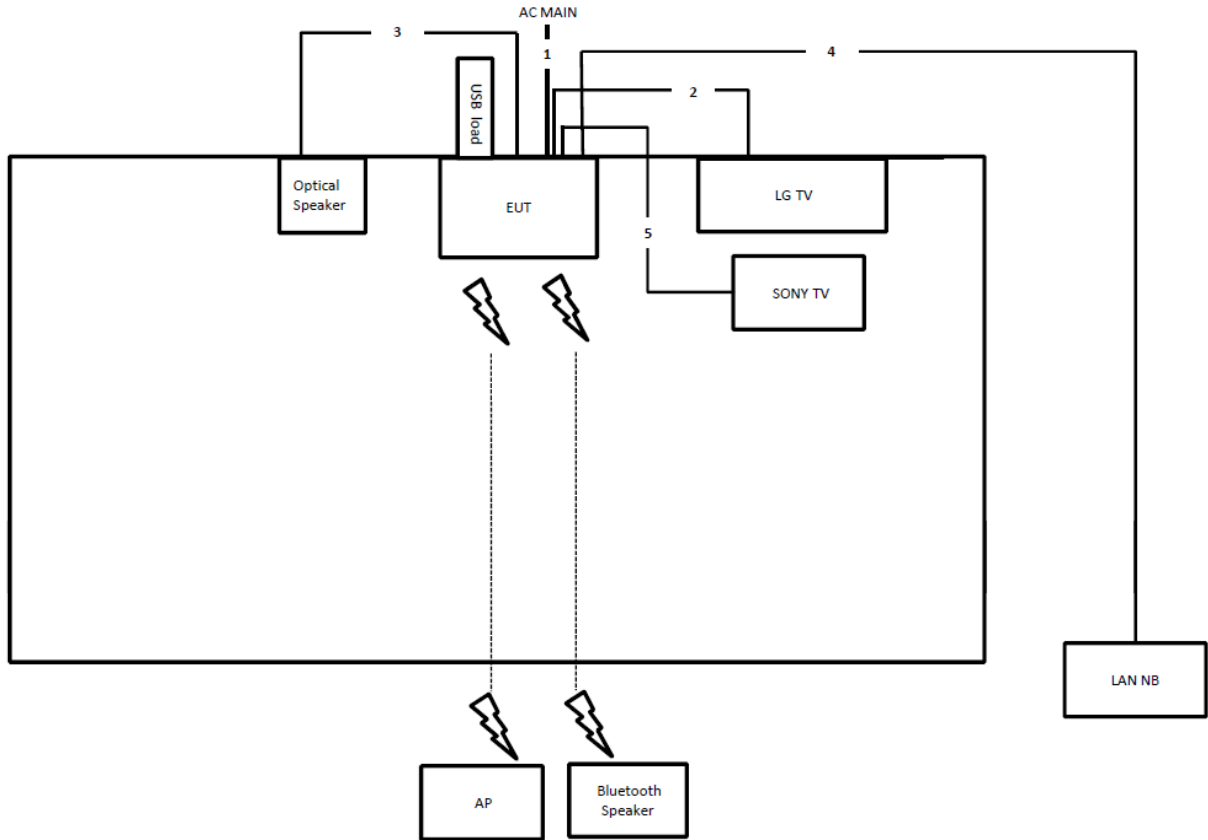 AC MAIN
3
1
4
2
USB load
Optical
Speaker
EUT
LG TV
5
SONY TV
LAN NB
AP
Bluetooth
Speaker